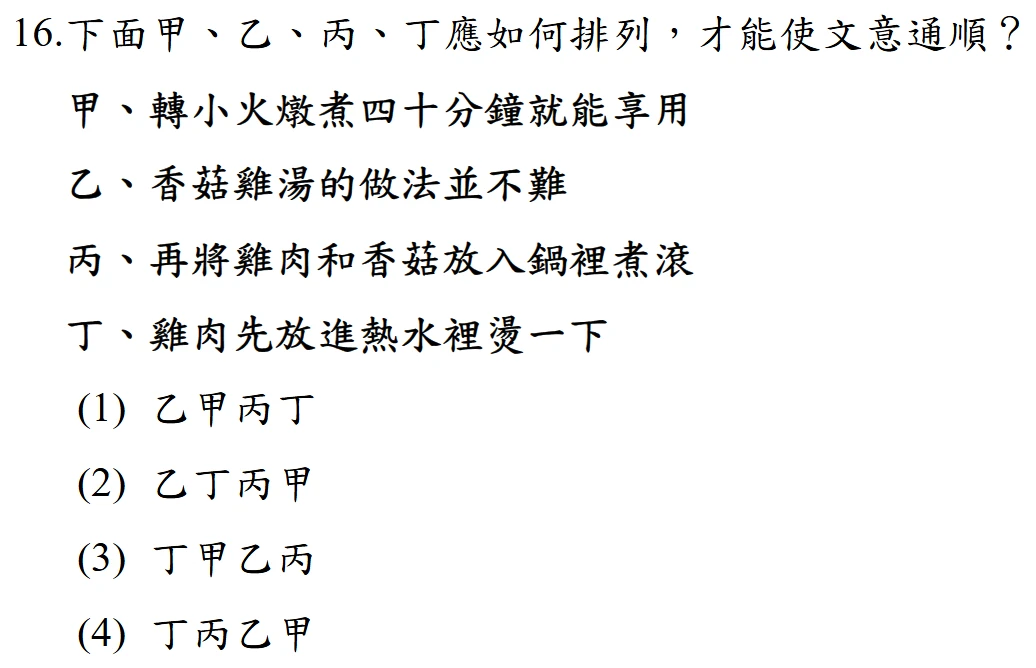 16.下面甲、乙、丙、丁應如何排列，才能使文意通順？
甲、轉小火燉煮四十分鐘就能享用
乙、香菇雞湯的做法並不難
丙、再將雞肉和香菇放入鍋裡煮滾
丁、雞肉先放進熱水裡燙一下
(1) 乙甲丙丁
(2) 乙丁丙甲
(3) 丁甲乙丙
(4) 丁丙乙甲